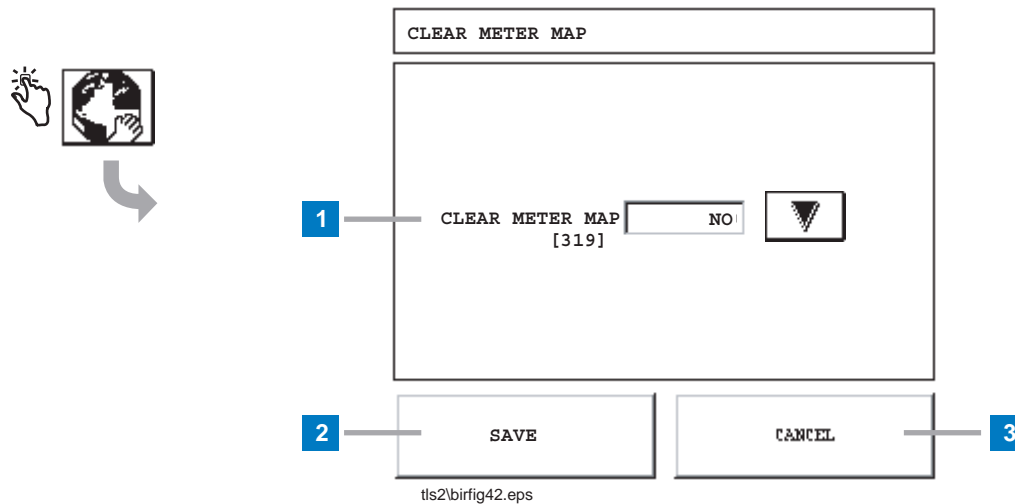 CLEAR METER MAP
1
CLEAR METER MAP NO
[319]
2
SAVE
CANCEL
3
tls2\birfig42.eps